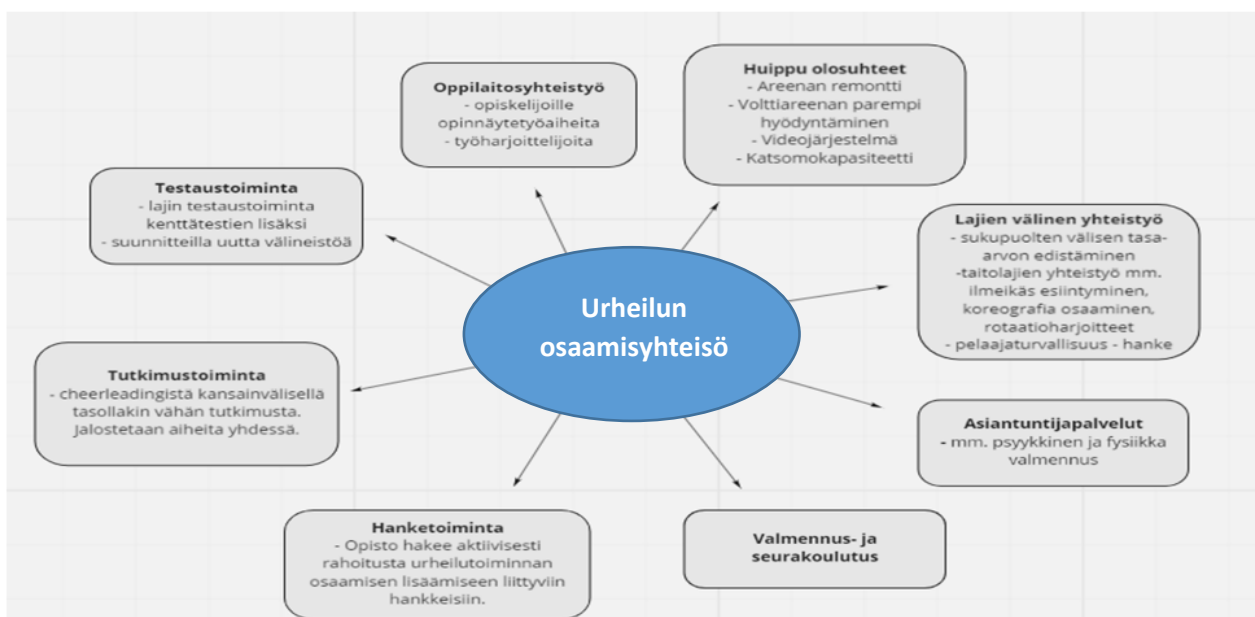 Oppilaitosyhteistyö
- opiskelijoille
opinnäytetyöaiheita
- työharjoittelijoita
Huippu olosuhteet
- Areenan remontti
- Volttiareenan parempi
hyödyntäminen
- Videojärjestelmä
- Katsomokapasiteetti
Testaustoiminta
- lajin testaustoiminta
kenttätestien lisäksi
- suunnitteilla uutta välineistöä
Lajien välinen yhteistyö
- sukupuolten välisen tasa-
arvon edistäminen
-taitolajien yhteistyö mm.
ilmeikäs esiintyminen,
koreografia osaaminen,
rotaatioharjoitteet
- pelaajaturvallisuus - hanke
Urheilun
osaamisyhteisö
Tutkimustoiminta
- cheerleadingistä kansainvälisellä
tasollakin vähän tutkimusta.
Jalostetaan aiheita yhdessä.
Asiantuntijapalvelut
- mm. psyykkinen ja fysiikka
valmennus
Hanketoiminta
- Opisto hakee aktiivisesti
rahoitusta urheilutoiminnan
osaamisen lisäämiseen liittyviin
hankkeisiin.
Valmennus- ja
seurakoulutus